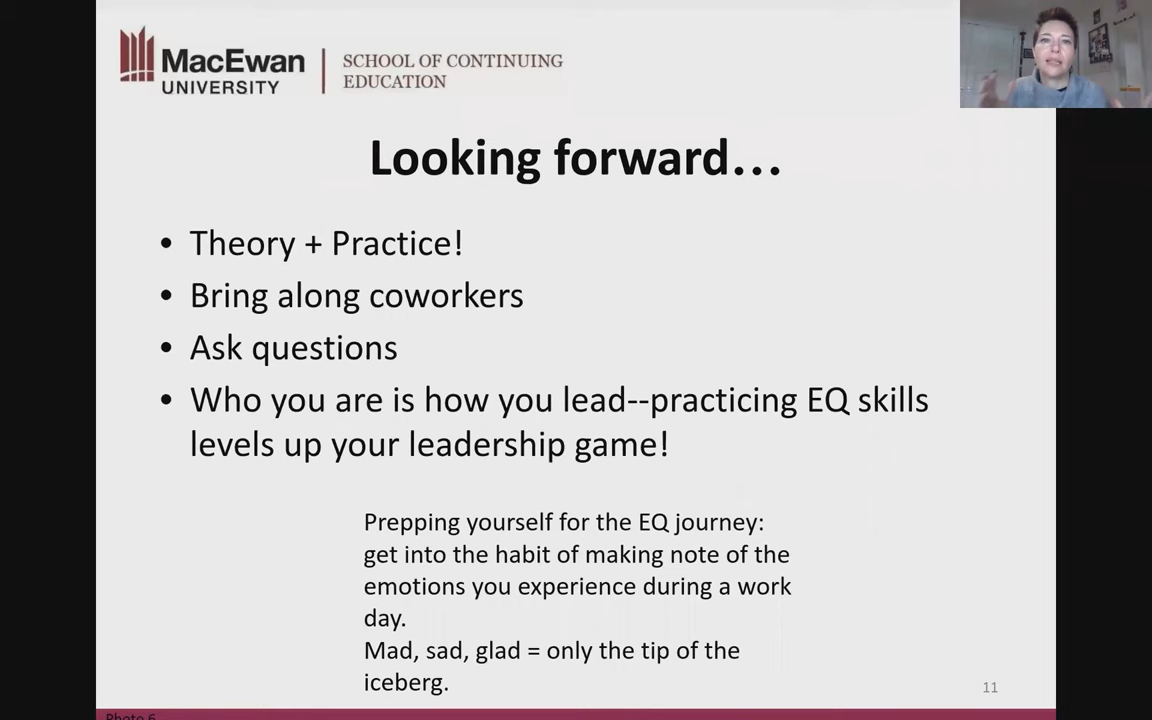 MacEwan
UNIVERSITY
SCHOOL OF CONTINUING
EDUCATION
Looking forward...
• Theory + Practice!
• Bring along coworkers
• Ask questions
• Who you are is how you lead--practicing EQ skills
levels up your leadership game!
Prepping yourself for the EQ journey:
get into the habit of making note of the
emotions you experience during a work
day.
Mad, sad, glad = only the tip of the
iceberg.
11
Photo 6